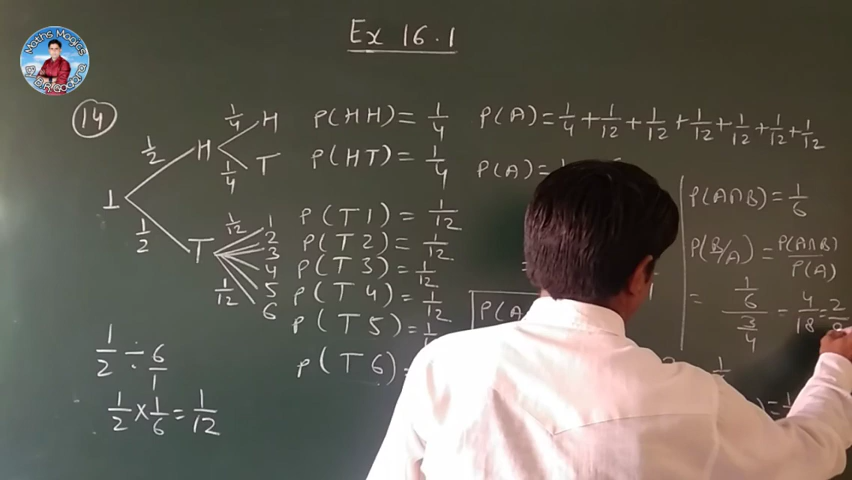 Maths Magics
B.R. Godara
Ex 16.1
14
1
1/2
H
1/4
H
1/4
T
1/2
T
1/12
1/12
1
2
3
4
5
6
1/2 ÷ 6/1
1/2 × 1/6 = 1/12
P(HH) = 1/4
P(HT) = 1/4
P(T1) = 1/12
P(T2) = 1/12
P(T3) = 1/12
P(T4) = 1/12
P(T5) =
P(T6) =
P(A) = 1/4 + 1/12 + 1/12 + 1/12 + 1/12 + 1/12 + 1/12
P(A) =
P(A∩B) = 1/6
P(B/A) = P(A∩B)/P(A)
= 1/6 / 3/4 = 4/18 = 2/